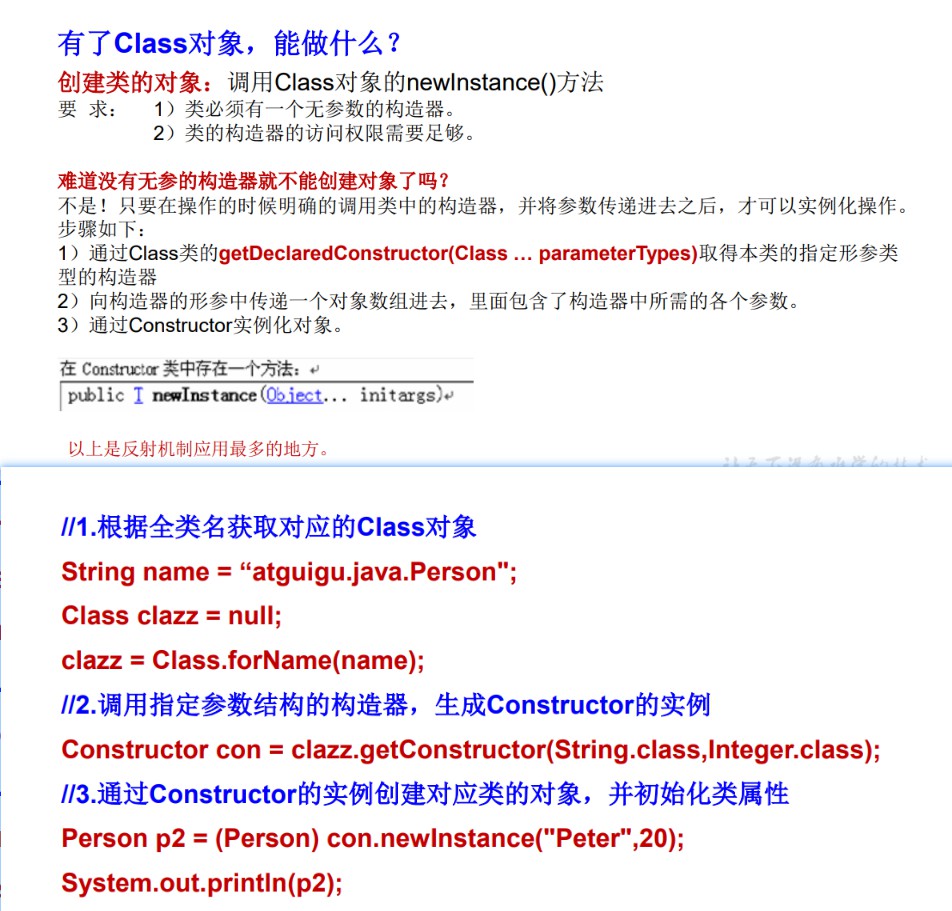 有了Class对象，能做什么？
创建类的对象：调用Class对象的newInstance()方法
要 求： 1）类必须有一个无参数的构造器。
2）类的构造器的访问权限需要足够。
难道没有无参的构造器就不能创建对象了吗？
不是！只要在操作的时候明确的调用类中的构造器，并将参数传递进去之后，才可以实例化操作。
步骤如下：
1）通过Class类的getDeclaredConstructor(Class … parameterTypes)取得本类的指定形参类
型的构造器
2）向构造器的形参中传递一个对象数组进去，里面包含了构造器中所需的各个参数。
3）通过Constructor实例化对象。
在 Constructor 类中存在一个方法：↵
public T newInstance(Object... initargs)↵
以上是反射机制应用最多的地方。
//1.根据全类名获取对应的Class对象
String name = “atguigu.java.Person";
Class clazz = null;
clazz = Class.forName(name);
//2.调用指定参数结构的构造器，生成Constructor的实例
Constructor con = clazz.getConstructor(String.class,Integer.class);
//3.通过Constructor的实例创建对应类的对象，并初始化类属性
Person p2 = (Person) con.newInstance("Peter",20);
System.out.println(p2);